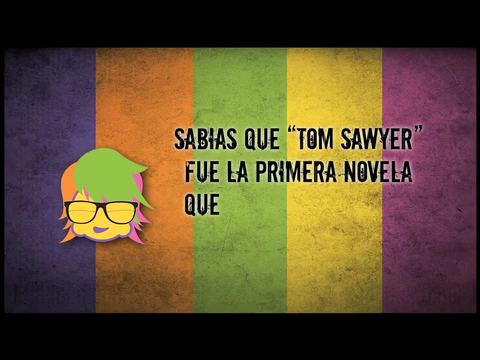 SABIAS QUE “TOM SAWYER”
FUE LA PRIMERA NOVELA
QUE